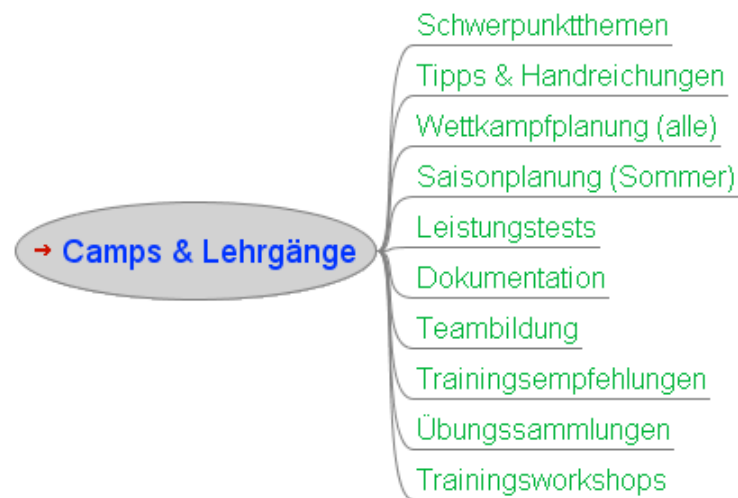 Schwerpunktthemen
Tipps & Handreichungen
Wettkampfplanung (alle)
Saisonplanung (Sommer)
→ Camps & Lehrgänge
Leistungstests
Dokumentation
Teambildung
Trainingsempfehlungen
Übungssammlungen
Trainingsworkshops